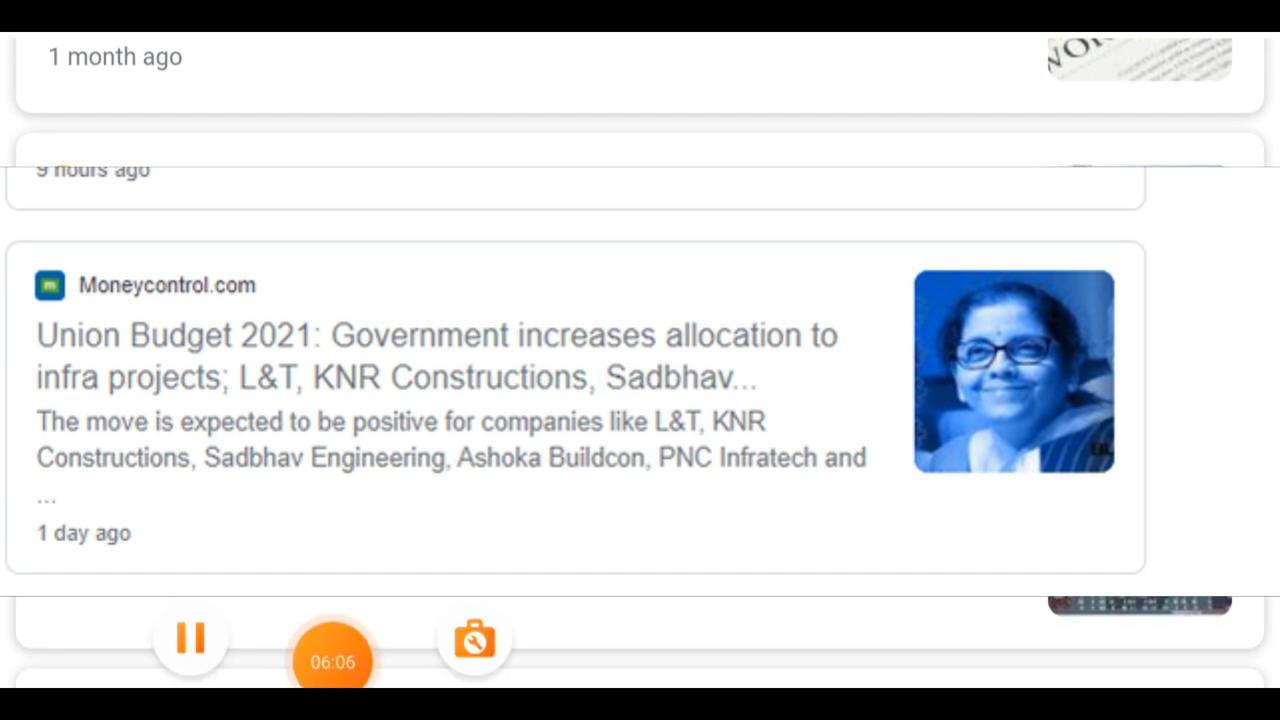 1 month ago
9 hours ago
Moneycontrol.com
Union Budget 2021: Government increases allocation to
infra projects; L&T, KNR Constructions, Sadbhav...
The move is expected to be positive for companies like L&T, KNR
Constructions, Sadbhav Engineering, Ashoka Buildcon, PNC Infratech and
...
1 day ago
06:06